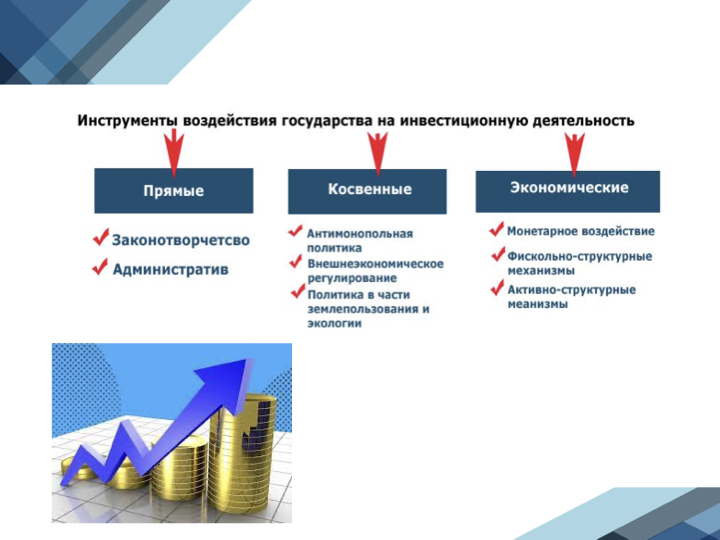 Инструменты воздействия государства на инвестиционную деятельность
Прямые
Законотворчетсво
Административ
Косвенные
Антимонопольная
политика
Внешнеэкономическое
регулирование
Политика в части
землепользования и
экологии
Экономические
Монетарное воздействие
Фискольно-структурные
механизмы
Активно-структурные
меанизмы